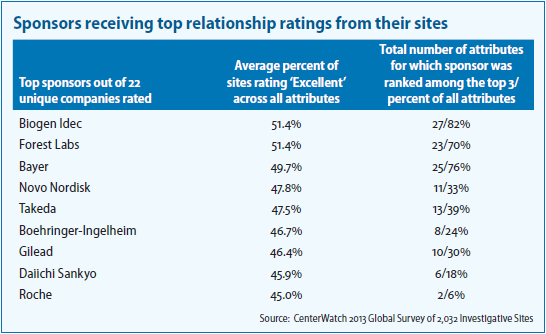 Sponsors receiving top relationship ratings from their sites
Top sponsors out of 22
unique companies rated
Average percent of
sites rating ‘Excellent’
across all attributes
Total number of attributes
for which sponsor was
ranked among the top 3/
percent of all attributes
Biogen Idec 51.4% 27/82%
Forest Labs 51.4% 23/70%
Bayer 49.7% 25/76%
Novo Nordisk 47.8% 11/33%
Takeda 47.5% 13/39%
Boehringer-Ingelheim 46.7% 8/24%
Gilead 46.4% 10/30%
Daiichi Sankyo 45.9% 6/18%
Roche 45.0% 2/6%
Source: CenterWatch 2013 Global Survey of 2,032 Investigative Sites